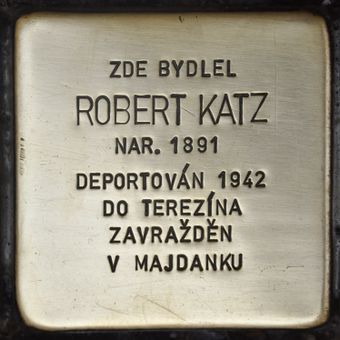 ZDE BYDLEL
ROBERT KATZ
NAR. 1891
DEPORTOVÁN 1942
DO TEREZÍNA
ZAVRAŽDĚN
V MAJDANKU